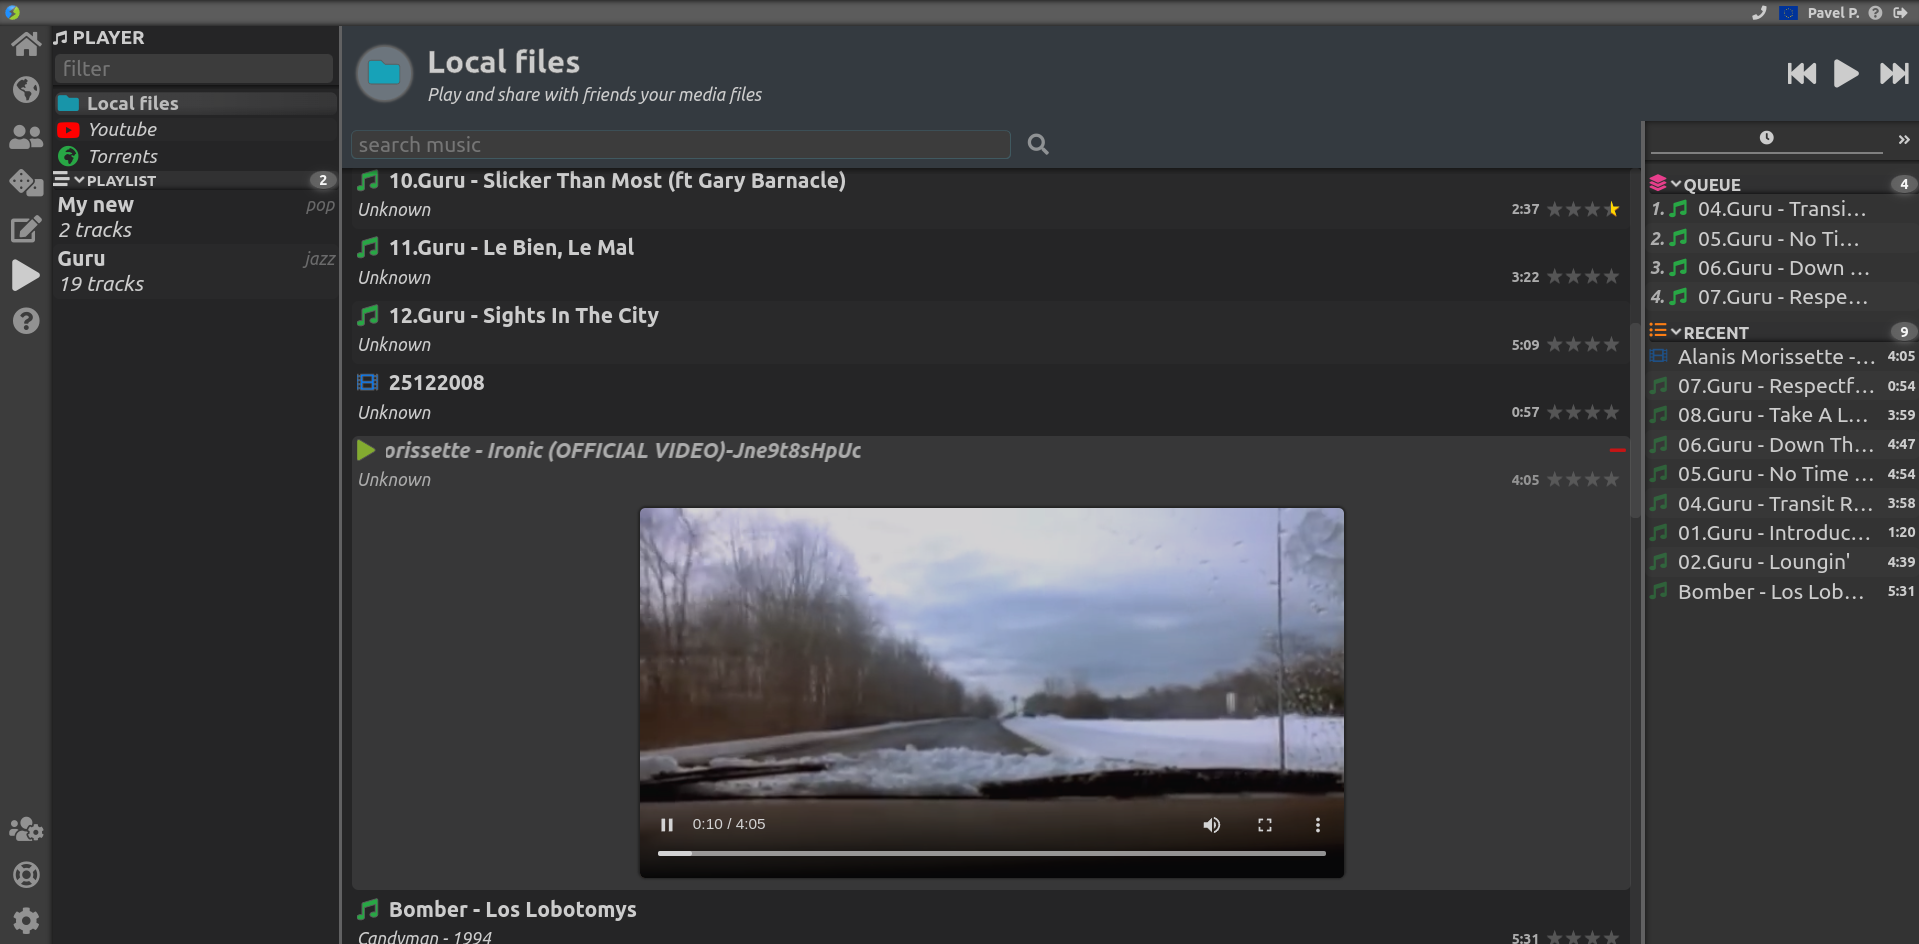 Pavel P.
PLAYER
filter
Local files
Youtube
Torrents
PLAYLIST 2
My new pop
2 tracks
Guru jazz
19 tracks
Local files
Play and share with friends your media files
search music
10.Guru - Slicker Than Most (ft Gary Barnacle)
Unknown 2:37
11.Guru - Le Bien, Le Mal
Unknown 3:22
12.Guru - Sights In The City
Unknown 5:09
25122008
Unknown 0:57
orissette - Ironic (OFFICIAL VIDEO)-Jne9t8sHpUc
Unknown 4:05
0:10 / 4:05
Bomber - Los Lobotomys
Candyman - 1994 5:31
QUEUE 4
1. 04.Guru - Transi...
2. 05.Guru - No Ti...
3. 06.Guru - Down ...
4. 07.Guru - Respe...
RECENT 9
Alanis Morissette -... 4:05
07.Guru - Respectf... 0:54
08.Guru - Take A L... 3:59
06.Guru - Down Th... 4:47
05.Guru - No Time ... 4:54
04.Guru - Transit R... 3:58
01.Guru - Introduc... 1:20
02.Guru - Loungin' 4:39
Bomber - Los Lob... 5:31